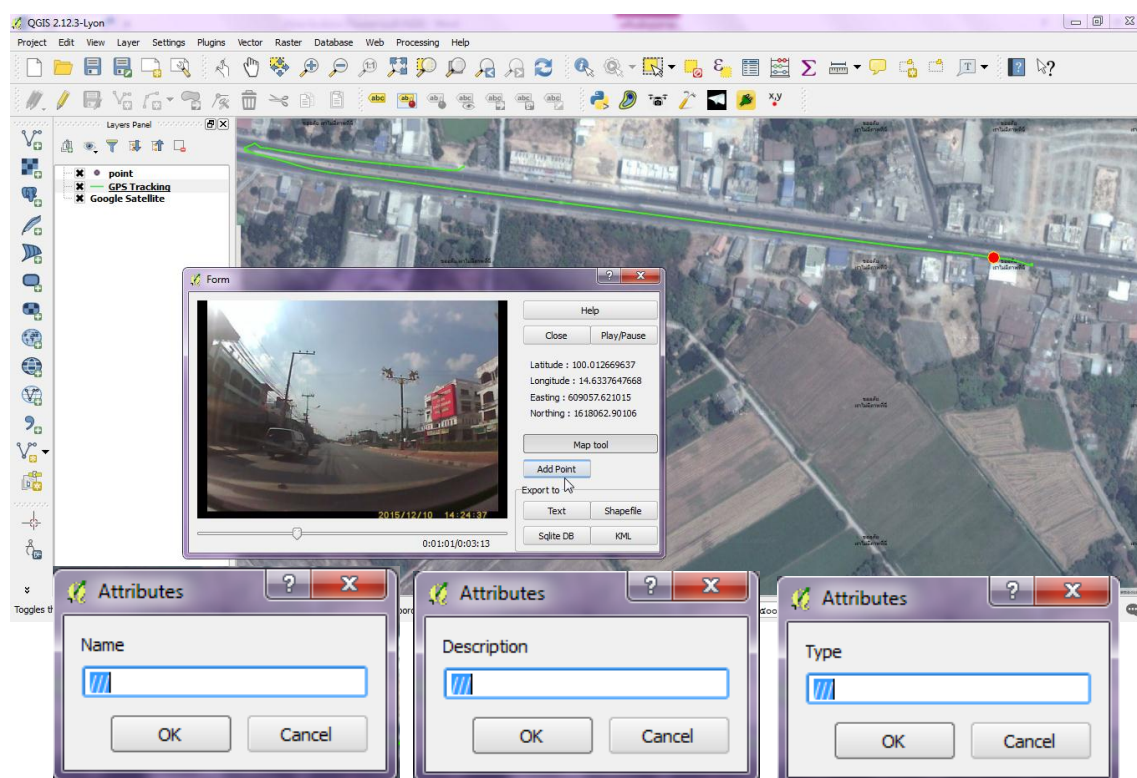 QGIS 2.12.3-Lyon
Project Edit View Layer Settings Plugins Vector Raster Database Web Processing Help
Layers Panel
point
GPS Tracking
Google Satellite
Form
Help
Close Play/Pause
Latitude : 100.012669637
Longitude : 14.6337647668
Easting : 609057.621015
Northing : 1618062.90106
Map tool
Add Point
Export to
Text Shapefile
Sqlite DB KML
2015/12/10 14:24:37
0:01:01/0:03:13
Toggles
Attributes
Name
OK Cancel
Attributes
Description
OK Cancel
Attributes
Type
OK Cancel